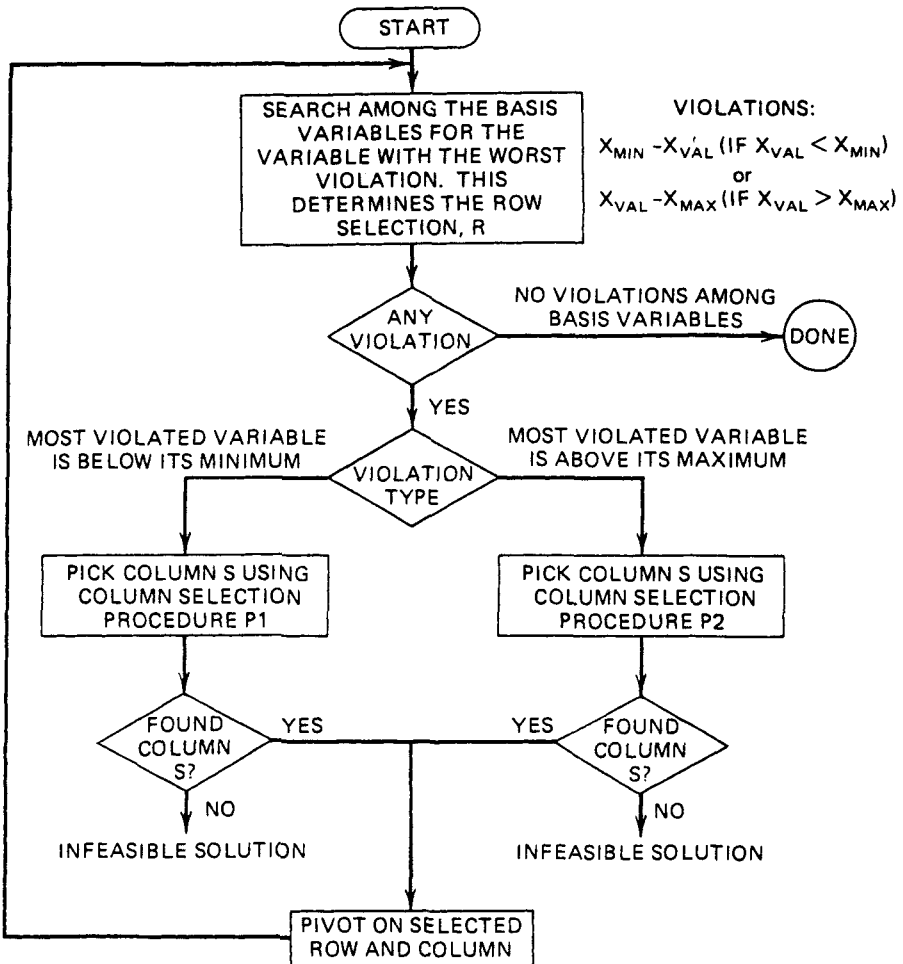 START
SEARCH AMONG THE BASIS
VARIABLES FOR THE
VARIABLE WITH THE WORST
VIOLATION. THIS
DETERMINES THE ROW
SELECTION, R
VIOLATIONS:
X_MIN -X_VAL (IF X_VAL < X_MIN)
or
X_VAL -X_MAX (IF X_VAL > X_MAX)
ANY
VIOLATION
NO VIOLATIONS AMONG
BASIS VARIABLES
DONE
YES
MOST VIOLATED VARIABLE
IS BELOW ITS MINIMUM
VIOLATION
TYPE
MOST VIOLATED VARIABLE
IS ABOVE ITS MAXIMUM
PICK COLUMN S USING
COLUMN SELECTION
PROCEDURE P1
PICK COLUMN S USING
COLUMN SELECTION
PROCEDURE P2
FOUND
COLUMN
S?
YES
YES
FOUND
COLUMN
S?
NO
NO
INFEASIBLE SOLUTION
INFEASIBLE SOLUTION
PIVOT ON SELECTED
ROW AND COLUMN